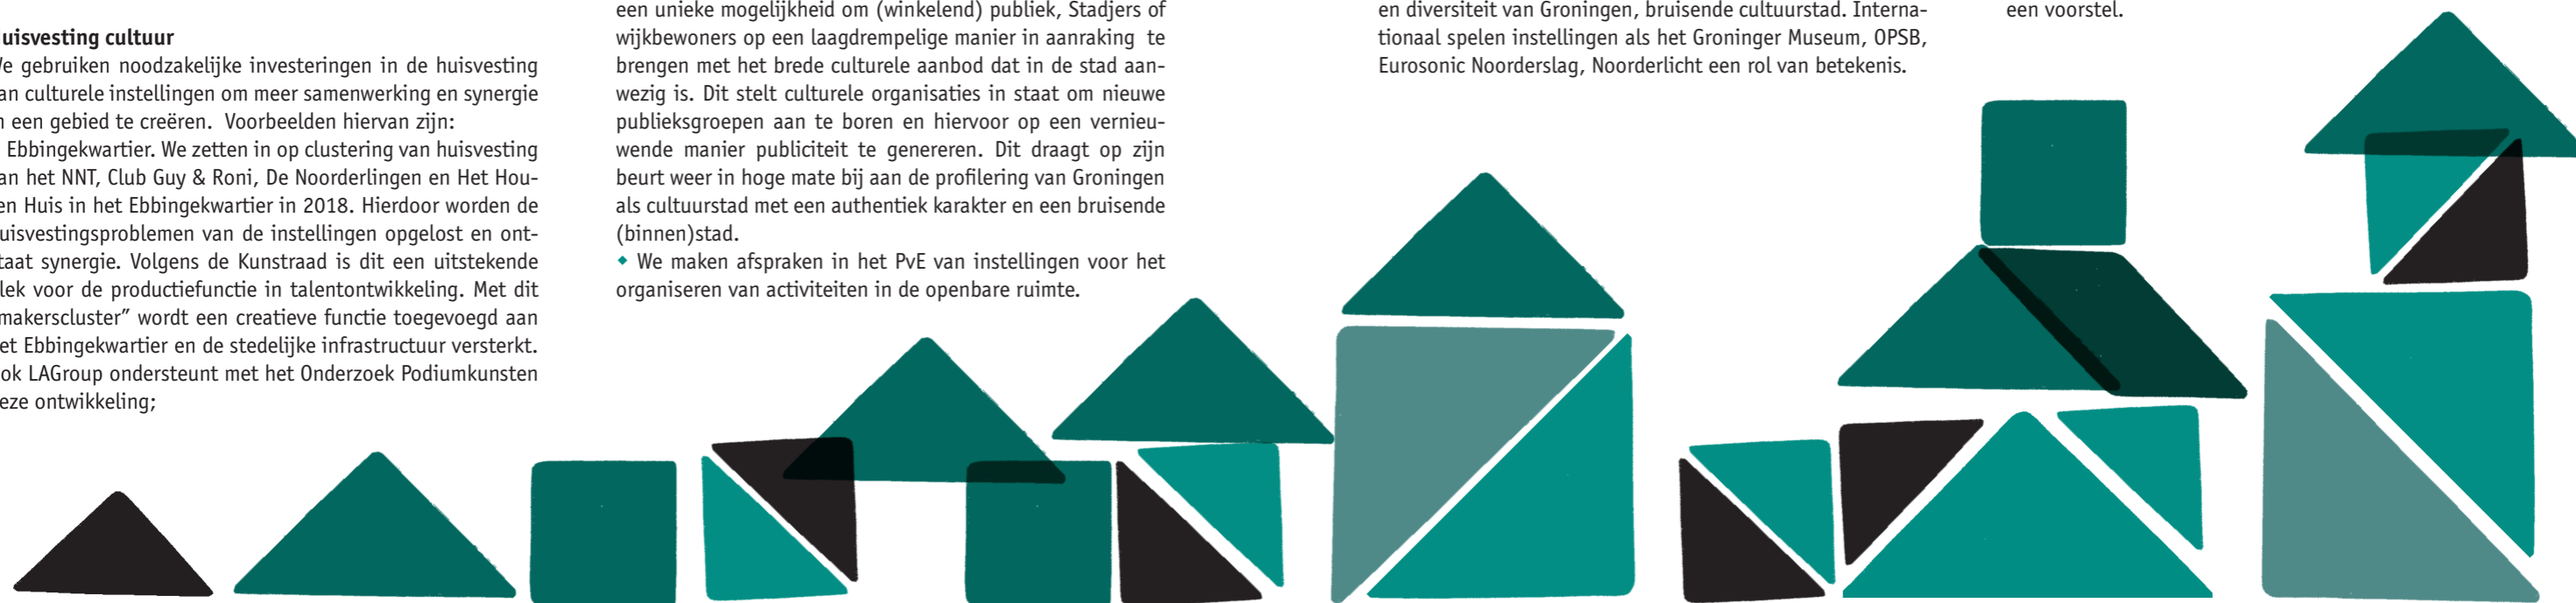 uisvesting cultuur
e gebruiken noodzakelijke investeringen in de huisvesting
an culturele instellingen om meer samenwerking en synergie
n een gebied te creëren. Voorbeelden hiervan zijn:
Ebbingekwartier. We zetten in op clustering van huisvesting
an het NNT, Club Guy & Roni, De Noorderlingen en Het Hou-
en Huis in het Ebbingekwartier in 2018. Hierdoor worden de
uisvestingsproblemen van de instellingen opgelost en ont-
taat synergie. Volgens de Kunstraad is dit een uitstekende
lek voor de productiefunctie in talentontwikkeling. Met dit
makerscluster” wordt een creatieve functie toegevoegd aan
et Ebbingekwartier en de stedelijke infrastructuur versterkt.
ok LAGroup ondersteunt met het Onderzoek Podiumkunsten
eze ontwikkeling;
een unieke mogelijkheid om (winkelend) publiek, Stadjers of
wijkbewoners op een laagdrempelige manier in aanraking te
brengen met het brede culturele aanbod dat in de stad aan-
wezig is. Dit stelt culturele organisaties in staat om nieuwe
publieksgroepen aan te boren en hiervoor op een vernieu-
wende manier publiciteit te genereren. Dit draagt op zijn
beurt weer in hoge mate bij aan de profilering van Groningen
als cultuurstad met een authentiek karakter en een bruisende
(binnen)stad.
◆ We maken afspraken in het PvE van instellingen voor het
organiseren van activiteiten in de openbare ruimte.
en diversiteit van Groningen, bruisende cultuurstad. Interna-
tionaal spelen instellingen als het Groninger Museum, OPSB,
Eurosonic Noorderslag, Noorderlicht een rol van betekenis.
een voorstel.